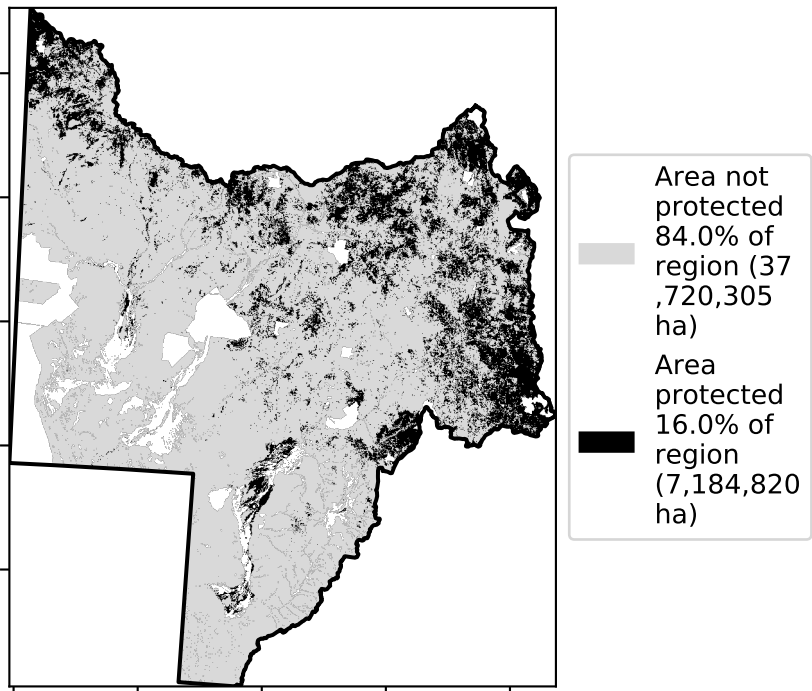 Area not
protected
84.0% of
region (37
,720,305
ha)
Area
protected
16.0% of
region
(7,184,820
ha)